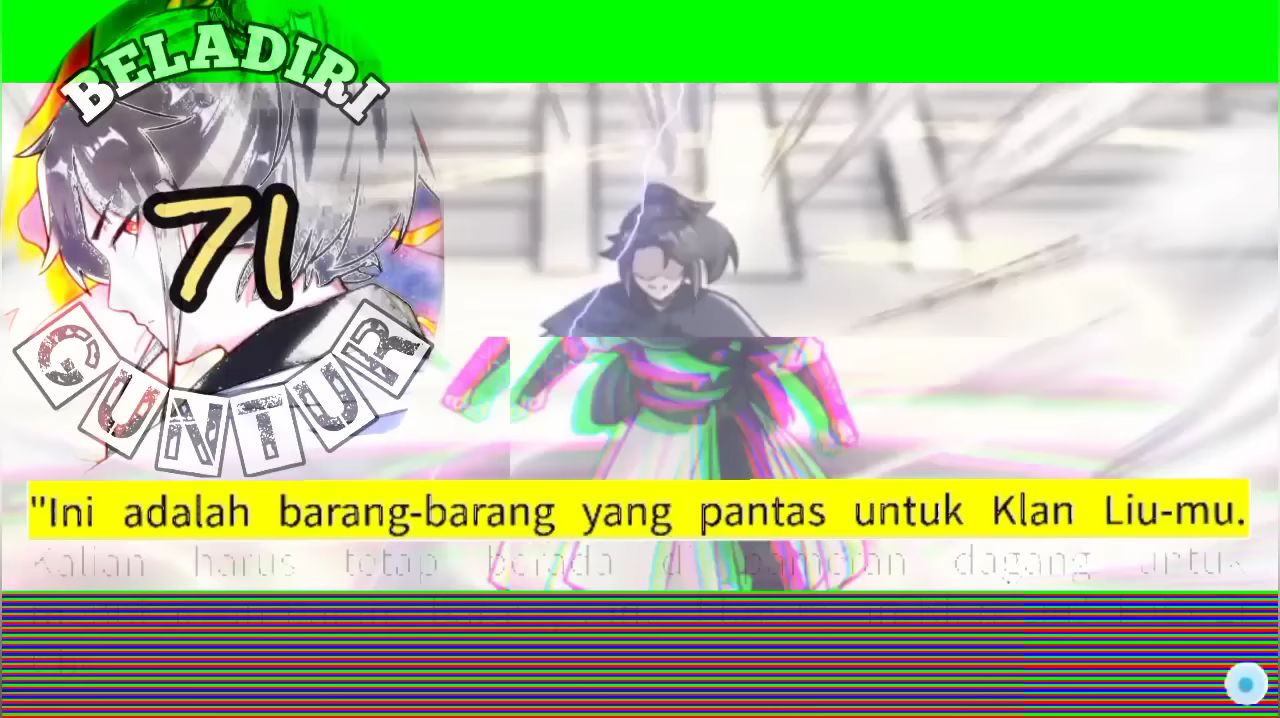 BELADIRI
71
GUNTUR
"Ini adalah barang-barang yang pantas untuk Klan Liu-mu.
Kalian harus tetap berada di pameran dagang untuk